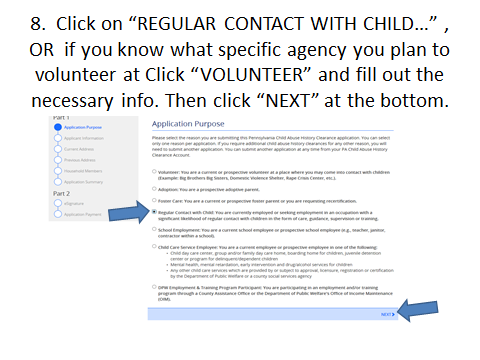 8. Click on “REGULAR CONTACT WITH CHILD…” ,
OR if you know what specific agency you plan to
volunteer at Click “VOLUNTEER” and fill out the
necessary info. Then click “NEXT” at the bottom.
Part 1
Application Purpose
Applicant Information
Current Address
Previous Address
Household Members
Application Summary
Part 2
eSignature
Application Payment
Application Purpose
Please select the reason you are submitting this Pennsylvania Child Abuse History Clearance application. You can select
only one reason per application. If you require additional child abuse history clearances for any other reason, you will
need to submit another application. You can submit another application at any time from your PA Child Abuse History
Clearance Account.
Volunteer: You are a current or prospective volunteer at a place where you may come into contact with children
(Example: Big Brothers Big Sisters, Domestic Violence Shelter, Rape Crisis Center, etc.).
Adoption: You are a prospective adoptive parent.
Foster Care: You are a current or prospective foster parent or you are requesting recertification.
Regular Contact with Child: You are currently employed or seeking employment in an occupation with a
significant likelihood of regular contact with children in the form of care, guidance, supervision or training.
School Employment: You are a current school employee or prospective school employee (e.g., teacher, janitor,
contractor within a school).
Child Care Service Employee: You are a current employee or prospective employee in one of the following:
• Child day care center, group and/or family day care home, boarding home for children, juvenile detention
center or program for delinquent/dependent children
• Mental health, mental retardation, early intervention and drug/alcohol services for children
• Any other child care services which are provided by or subject to approval, licensure, registration or certification
by the Department of Public Welfare or a county social services agency
DPW Employment & Training Program Participant: You are participating in an employment and/or training
program through a County Assistance Office or the Department of Public Welfare's Office of Income Maintenance
(OIM).
NEXT